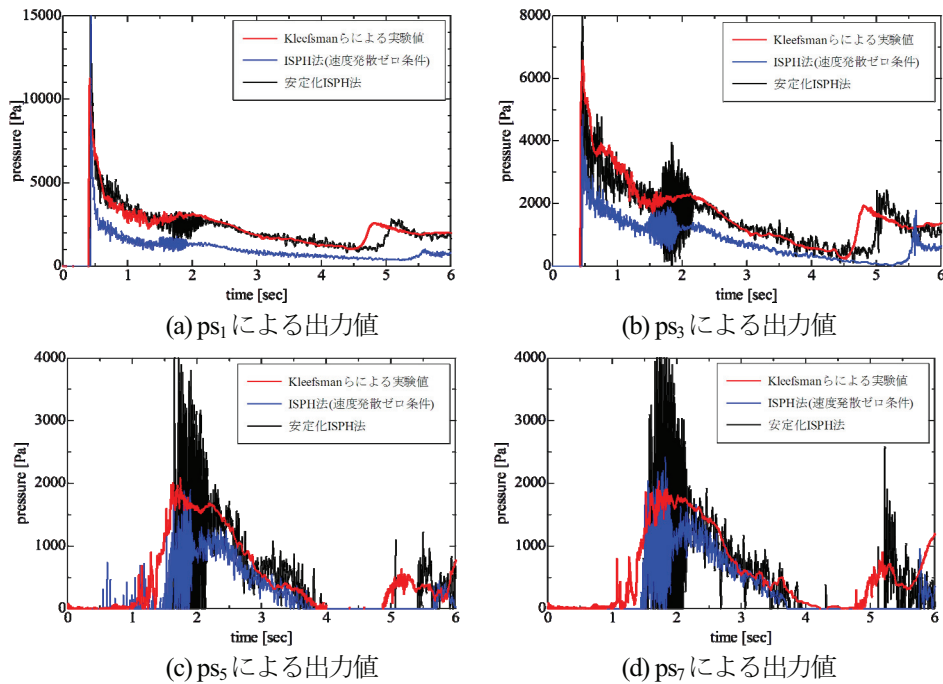 15000
10000
5000
0
pressure [Pa]
0 1 2 3 4 5 6
time [sec]
Kleefsmanらによる実験値
ISPH法(速度発散ゼロ条件)
安定化ISPH法
(a) ps₁による出力値
8000
6000
4000
2000
0
pressure [Pa]
0 1 2 3 4 5 6
time [sec]
Kleefsmanらによる実験値
ISPH法(速度発散ゼロ条件)
安定化ISPH法
(b) ps₃による出力値
4000
3000
2000
1000
0
pressure [Pa]
0 1 2 3 4 5 6
time [sec]
Kleefsmanらによる実験値
ISPH法(速度発散ゼロ条件)
安定化ISPH法
(c) ps₅による出力値
4000
3000
2000
1000
0
pressure [Pa]
0 1 2 3 4 5 6
time [sec]
Kleefsmanらによる実験値
ISPH法(速度発散ゼロ条件)
安定化ISPH法
(d) ps₇による出力値